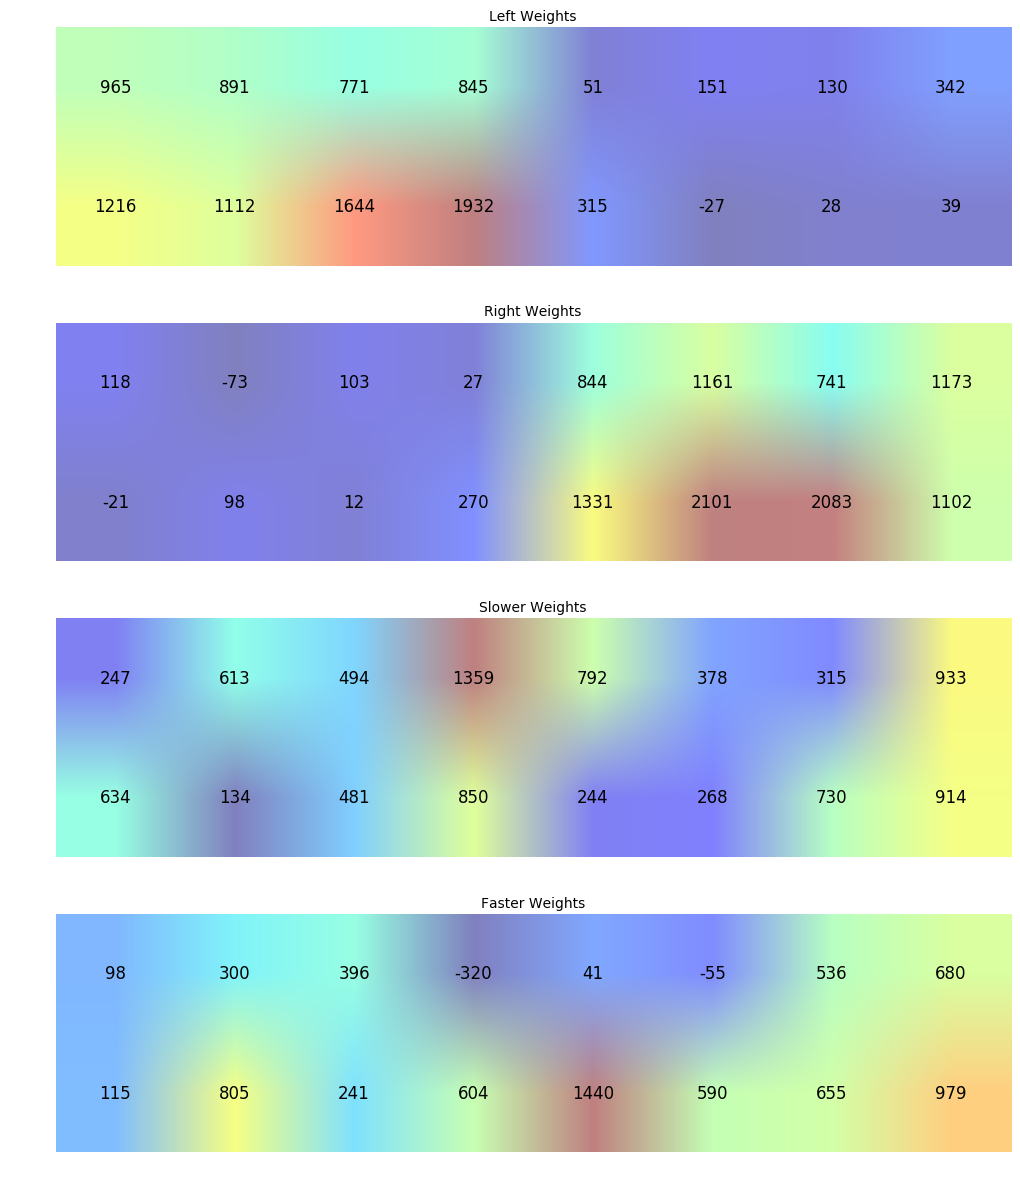 Left Weights
965 891 771 845 51 151 130 342
1216 1112 1644 1932 315 -27 28 39
Right Weights
118 -73 103 27 844 1161 741 1173
-21 98 12 270 1331 2101 2083 1102
Slower Weights
247 613 494 1359 792 378 315 933
634 134 481 850 244 268 730 914
Faster Weights
98 300 396 -320 41 -55 536 680
115 805 241 604 1440 590 655 979